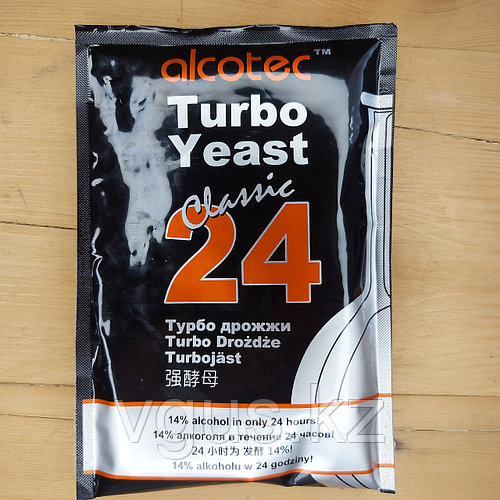 alcotec™
Turbo
Yeast
Classic
24
Турбо дрожжи
Turbo Drożdże
Turbojäst
强酵母
14% alcohol in only 24 hours!
14% алкоголя в течении 24 часов!
24 小时为 发酵 14%!
14% alkoholu w 24 godziny!
vgus.kz